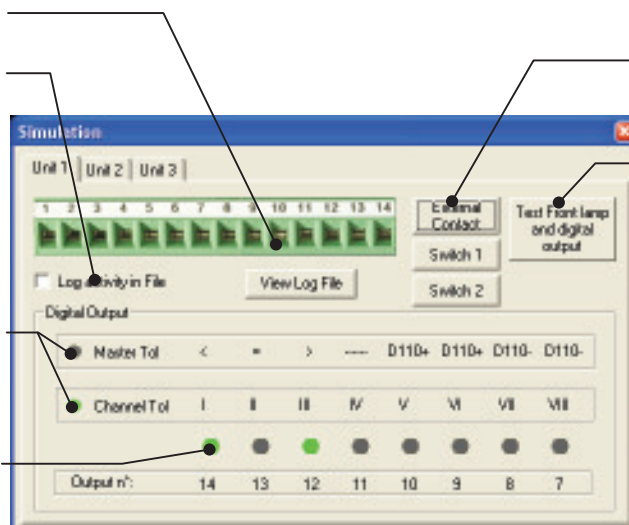 Simulation
Unit 1 Unit 2 Unit 3
1 2 3 4 5 6 7 8 9 10 11 12 13 14
External
Contact
Test Front lamp
and digital
output
Switch 1
Log activity in File
View Log File
Switch 2
Digital Output
Master Tol < = > ---- D110+ D110+ D110- D110-
Channel Tol I II III IV V VI VII VIII
Output n°: 14 13 12 11 10 9 8 7